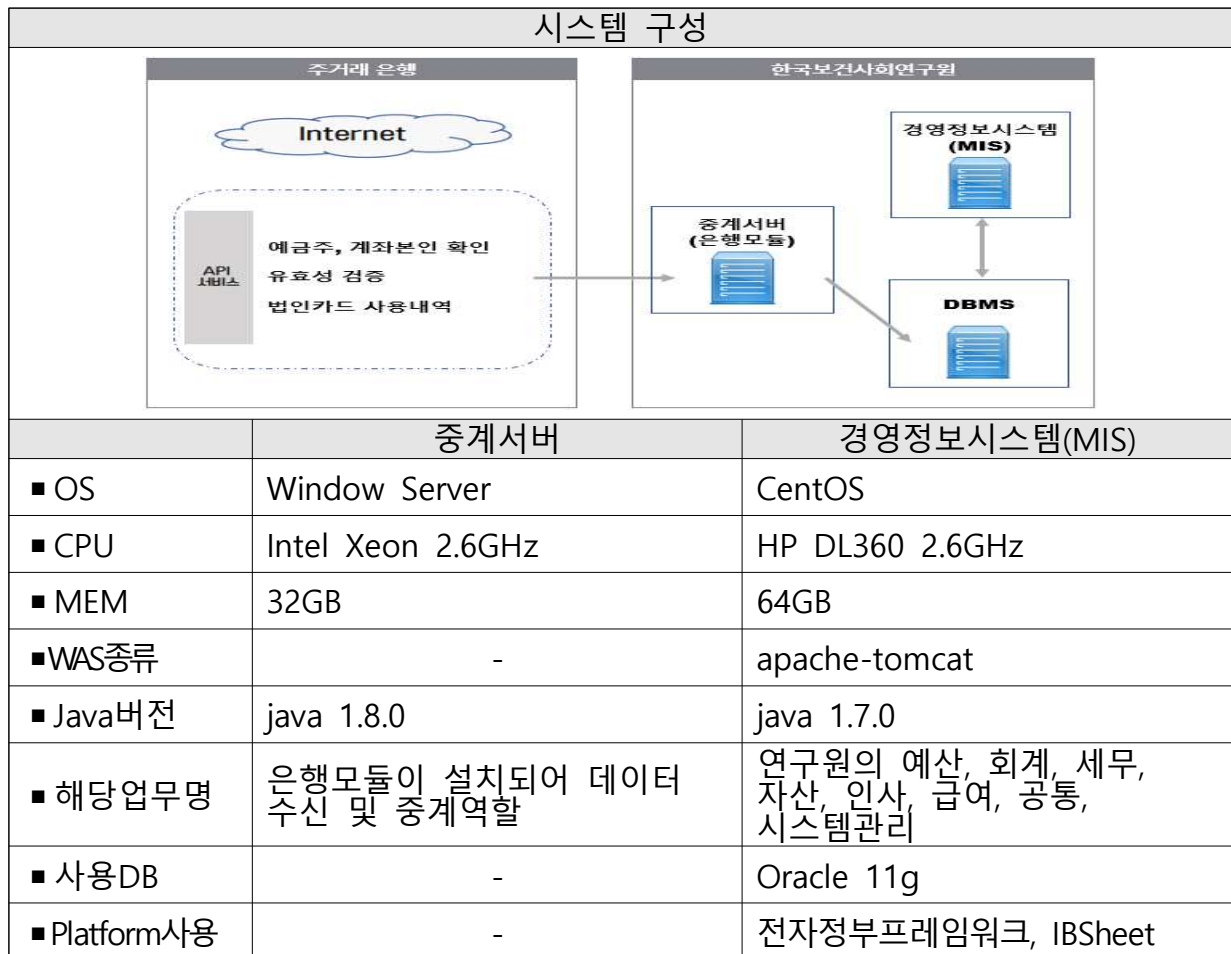 시스템 구성
주거래 은행
한국보건사회연구원
Internet
API
서비스
예금주, 계좌본인 확인
유효성 검증
법인카드 사용내역
중계서버
(은행모듈)
경영정보시스템
(MIS)
DBMS
중계서버 경영정보시스템(MIS)
■ OS Window Server CentOS
■ CPU Intel Xeon 2.6GHz HP DL360 2.6GHz
■ MEM 32GB 64GB
■WAS종류 - apache-tomcat
■ Java버전 java 1.8.0 java 1.7.0
■ 해당업무명
은행모듈이 설치되어 데이터
수신 및 중계역할
연구원의 예산, 회계, 세무,
자산, 인사, 급여, 공통,
시스템관리
■ 사용DB - Oracle 11g
■Platform사용 - 전자정부프레임워크, IBSheet